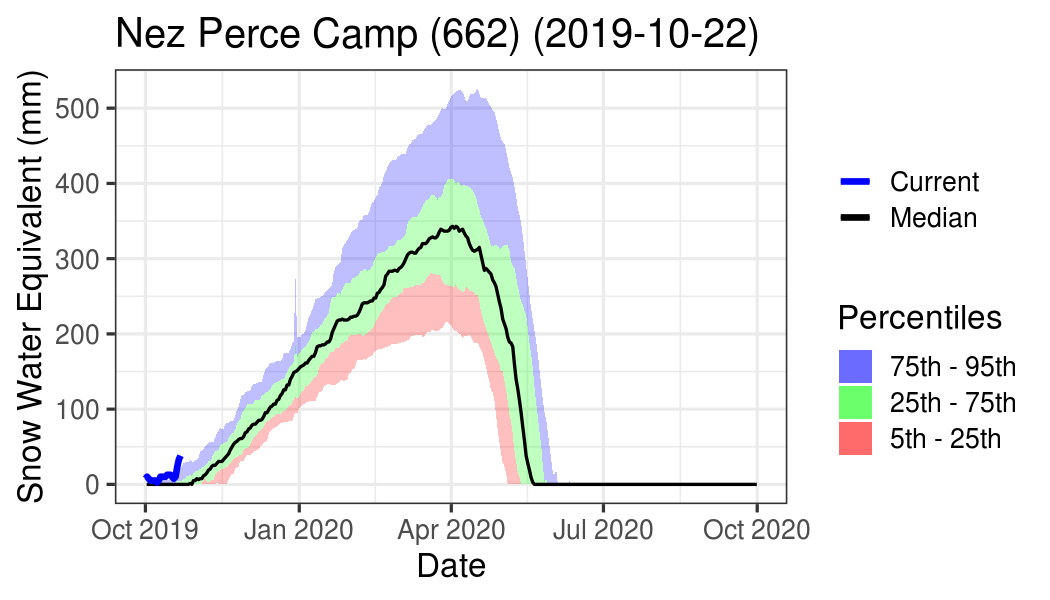 Nez Perce Camp (662) (2019-10-22)
Snow Water Equivalent (mm)
500
400
300
200
100
0
Oct 2019
Jan 2020
Apr 2020
Jul 2020
Oct 2020
Date
Current
Median
Percentiles
75th - 95th
25th - 75th
5th - 25th